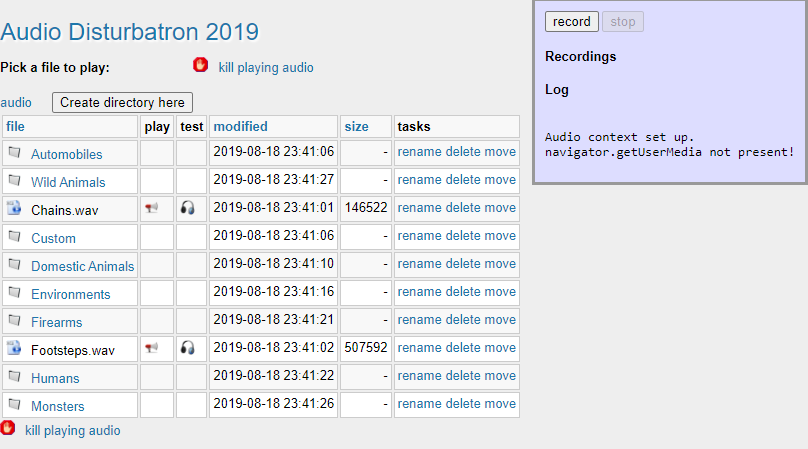 Audio Disturbatron 2019
Pick a file to play: kill playing audio
audio Create directory here
file play test modified size tasks
Automobiles 2019-08-18 23:41:06 - rename delete move
Wild Animals 2019-08-18 23:41:27 - rename delete move
Chains.wav 2019-08-18 23:41:01 146522 rename delete move
Custom 2019-08-18 23:41:06 - rename delete move
Domestic Animals 2019-08-18 23:41:10 - rename delete move
Environments 2019-08-18 23:41:16 - rename delete move
Firearms 2019-08-18 23:41:21 - rename delete move
Footsteps.wav 2019-08-18 23:41:02 507592 rename delete move
Humans 2019-08-18 23:41:22 - rename delete move
Monsters 2019-08-18 23:41:26 - rename delete move
kill playing audio
record stop
Recordings
Log
Audio context set up.
navigator.getUserMedia not present!